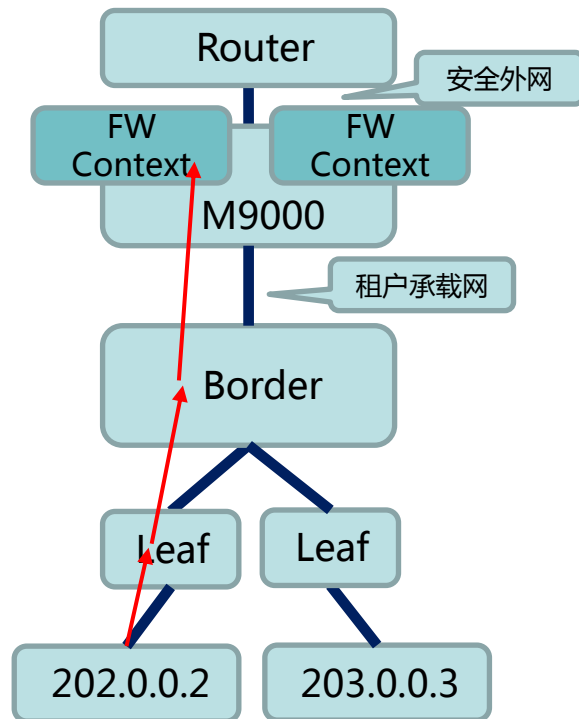 Router
安全外网
FW
Context
FW
Context
M9000
租户承载网
Border
Leaf
Leaf
202.0.0.2
203.0.0.3